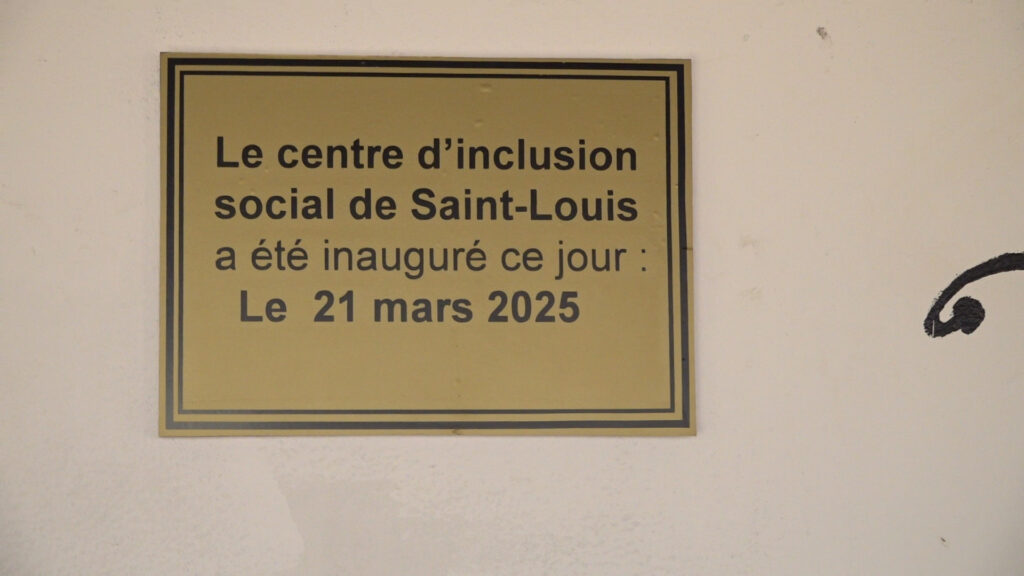 Le centre d’inclusion
social de Saint-Louis
a été inauguré ce jour :
Le 21 mars 2025